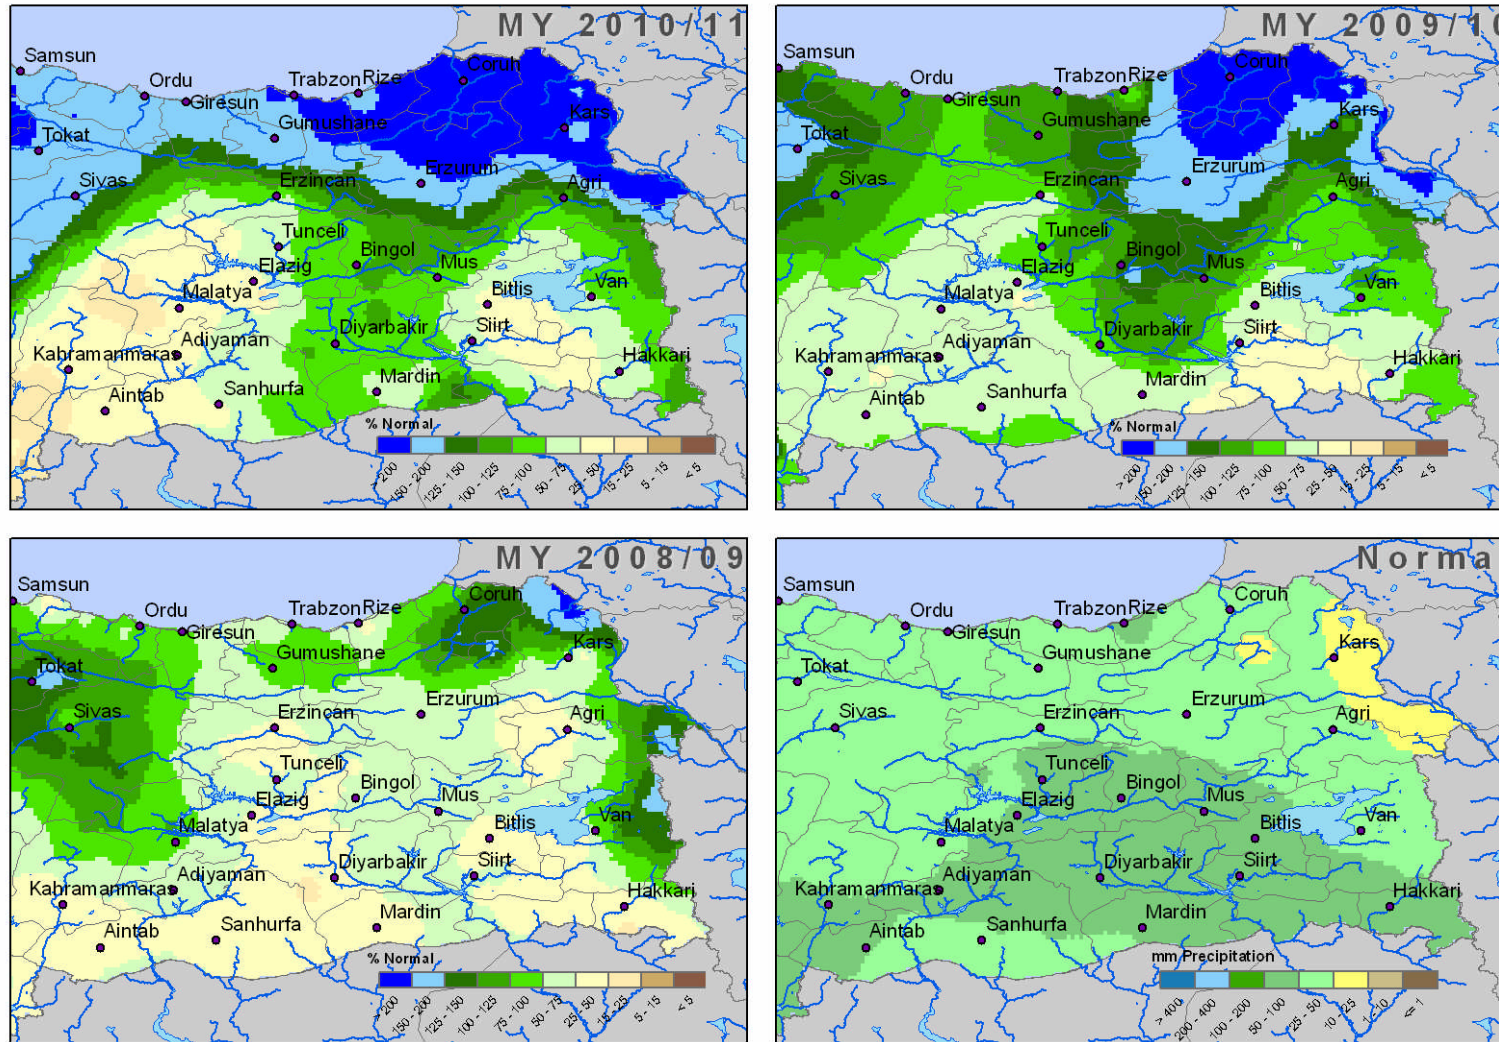 MY 2010/11
Samsun
Ordu
Giresun
Trabzon
Rize
Coruh
Tokat
Gumushane
Kars
Sivas
Erzincan
Erzurum
Agri
Tunceli
Bingol
Elazig
Mus
Van
Malatya
Bitlis
Diyarbakir
Siirt
Kahramanmaras
Adiyaman
Hakkari
Aintab
Sanhurfa
Mardin
% Normal
> 200
150 - 200
125 - 150
100 - 125
75 - 100
50 - 75
25 - 50
15 - 25
5 - 15
< 5
MY 2009/10
Samsun
Ordu
Giresun
Trabzon
Rize
Coruh
Tokat
Gumushane
Kars
Sivas
Erzincan
Erzurum
Agri
Tunceli
Bingol
Elazig
Mus
Van
Malatya
Bitlis
Diyarbakir
Siirt
Kahramanmaras
Adiyaman
Hakkari
Aintab
Sanhurfa
Mardin
% Normal
> 200
150 - 200
125 - 150
100 - 125
75 - 100
50 - 75
25 - 50
15 - 25
5 - 15
< 5
MY 2008/09
Samsun
Ordu
Giresun
Trabzon
Rize
Coruh
Tokat
Gumushane
Kars
Sivas
Erzincan
Erzurum
Agri
Tunceli
Bingol
Elazig
Mus
Van
Malatya
Bitlis
Diyarbakir
Siirt
Kahramanmaras
Adiyaman
Hakkari
Aintab
Sanhurfa
Mardin
% Normal
> 200
150 - 200
125 - 150
100 - 125
75 - 100
50 - 75
25 - 50
15 - 25
5 - 15
< 5
Norma
Samsun
Ordu
Giresun
Trabzon
Rize
Coruh
Tokat
Gumushane
Kars
Sivas
Erzincan
Erzurum
Agri
Tunceli
Bingol
Elazig
Mus
Van
Malatya
Bitlis
Diyarbakir
Siirt
Kahramanmaras
Adiyaman
Hakkari
Aintab
Sanhurfa
Mardin
mm Precipitation
> 400
200 - 400
100 - 200
50 - 100
25 - 50
10 - 25
1 - 10
<= 1